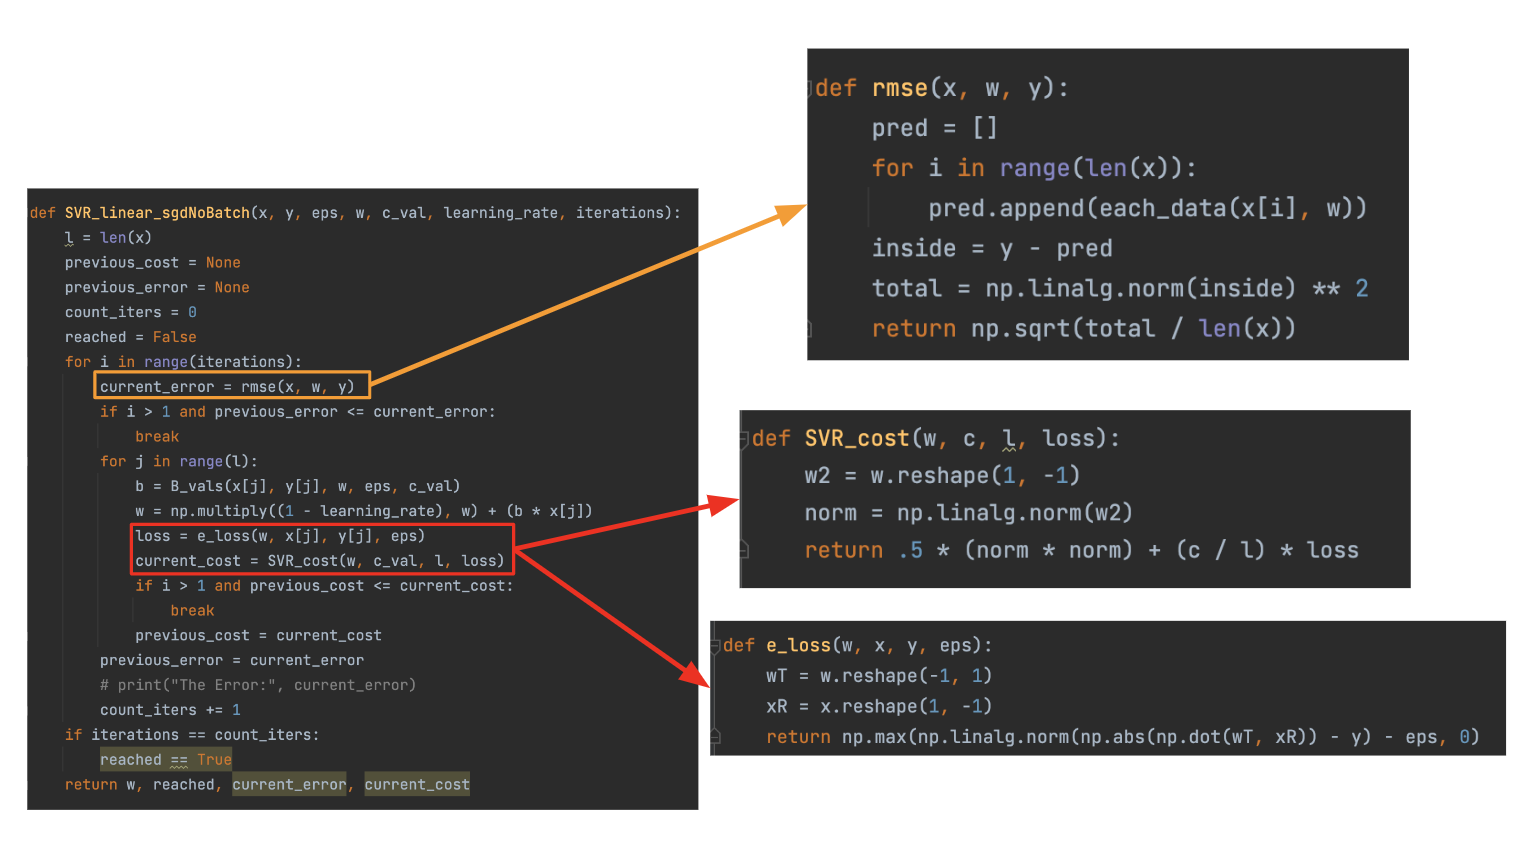 def SVR_linear_sgdNoBatch(x, y, eps, w, c_val, learning_rate, iterations):
    l = len(x)
    previous_cost = None
    previous_error = None
    count_iters = 0
    reached = False
    for i in range(iterations):
        current_error = rmse(x, w, y)
        if i > 1 and previous_error <= current_error:
            break
        for j in range(l):
            b = B_vals(x[j], y[j], w, eps, c_val)
            w = np.multiply((1 - learning_rate), w) + (b * x[j])
            loss = e_loss(w, x[j], y[j], eps)
            current_cost = SVR_cost(w, c_val, l, loss)
            if i > 1 and previous_cost <= current_cost:
                break
            previous_cost = current_cost
        previous_error = current_error
        # print("The Error:", current_error)
        count_iters += 1
    if iterations == count_iters:
        reached == True
    return w, reached, current_error, current_cost
def rmse(x, w, y):
    pred = []
    for i in range(len(x)):
        pred.append(each_data(x[i], w))
    inside = y - pred
    total = np.linalg.norm(inside) ** 2
    return np.sqrt(total / len(x))
def SVR_cost(w, c, l, loss):
    w2 = w.reshape(1, -1)
    norm = np.linalg.norm(w2)
    return .5 * (norm * norm) + (c / l) * loss
def e_loss(w, x, y, eps):
    wT = w.reshape(-1, 1)
    xR = x.reshape(1, -1)
    return np.max(np.linalg.norm(np.abs(np.dot(wT, xR)) - y) - eps, 0)